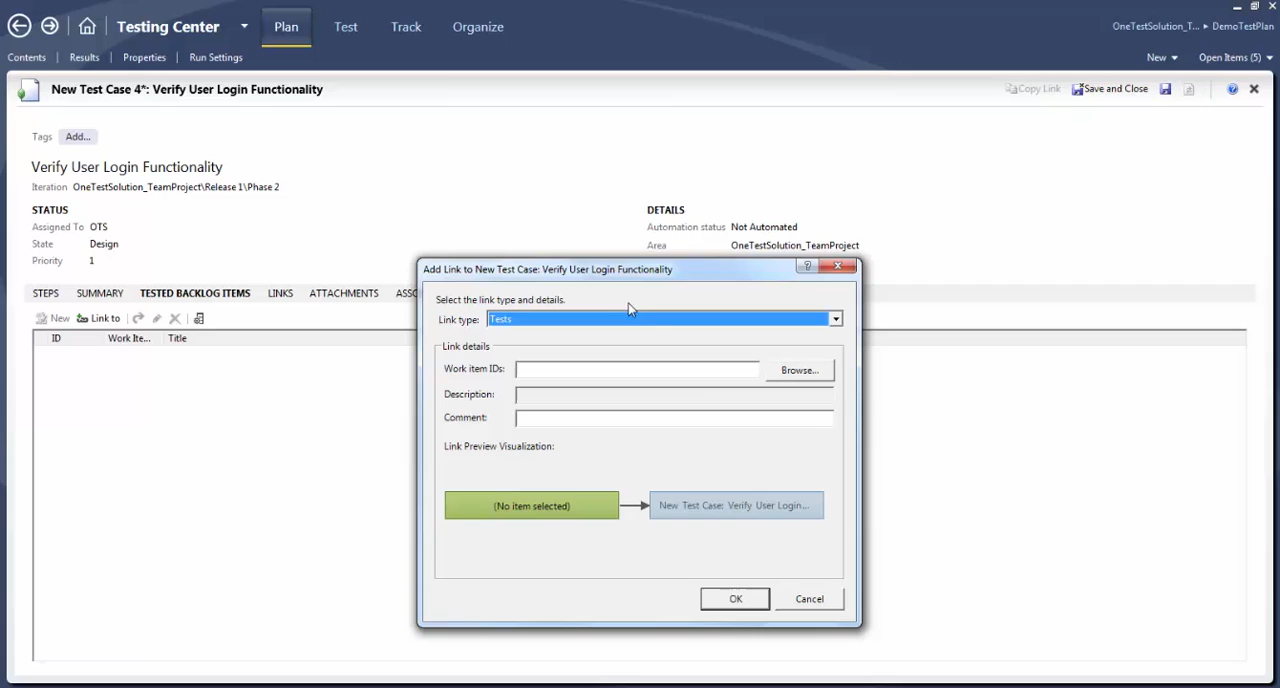 Testing Center Plan Test Track Organize OneTestSolution_T... ▸ DemoTestPlan
Contents Results Properties Run Settings New Open Items (5)
New Test Case 4*: Verify User Login Functionality Copy Link Save and Close
Tags Add...
Verify User Login Functionality
Iteration OneTestSolution_TeamProject\Release 1\Phase 2
STATUS DETAILS
Assigned To OTS Automation status Not Automated
State Design Area OneTestSolution_TeamProject
Priority 1
STEPS SUMMARY TESTED BACKLOG ITEMS LINKS ATTACHMENTS ASSO
New Link to
ID Work Ite... Title
Add Link to New Test Case: Verify User Login Functionality
Select the link type and details.
Link type: Tests
Link details
Work item IDs: Browse...
Description:
Comment:
Link Preview Visualization:
(No item selected) New Test Case: Verify User Login...
OK Cancel